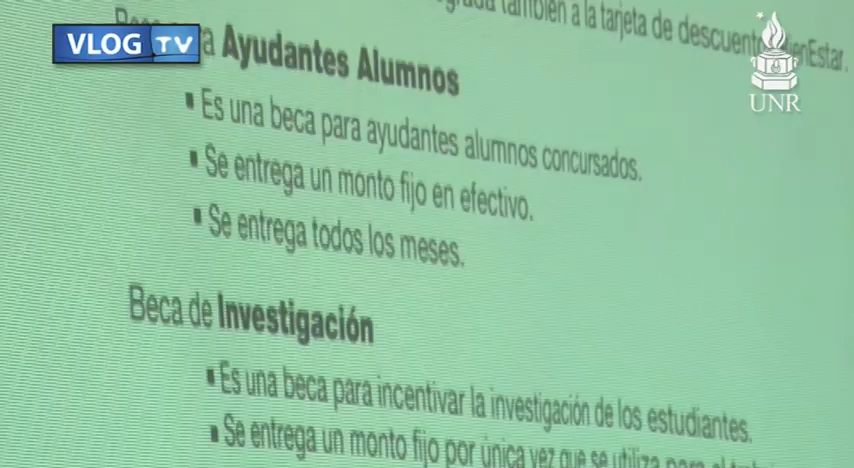 también a la tarjeta de descuento
VLOG TV
Ayudantes Alumnos
UNR
▪ Es una beca para ayudantes alumnos concursados.
▪ Se entrega un monto fijo en efectivo.
▪ Se entrega todos los meses.
Beca de Investigación
▪ Es una beca para incentivar la investigación de los estudiantes.
▪ Se entrega un monto fijo por única vez que se utiliza para el